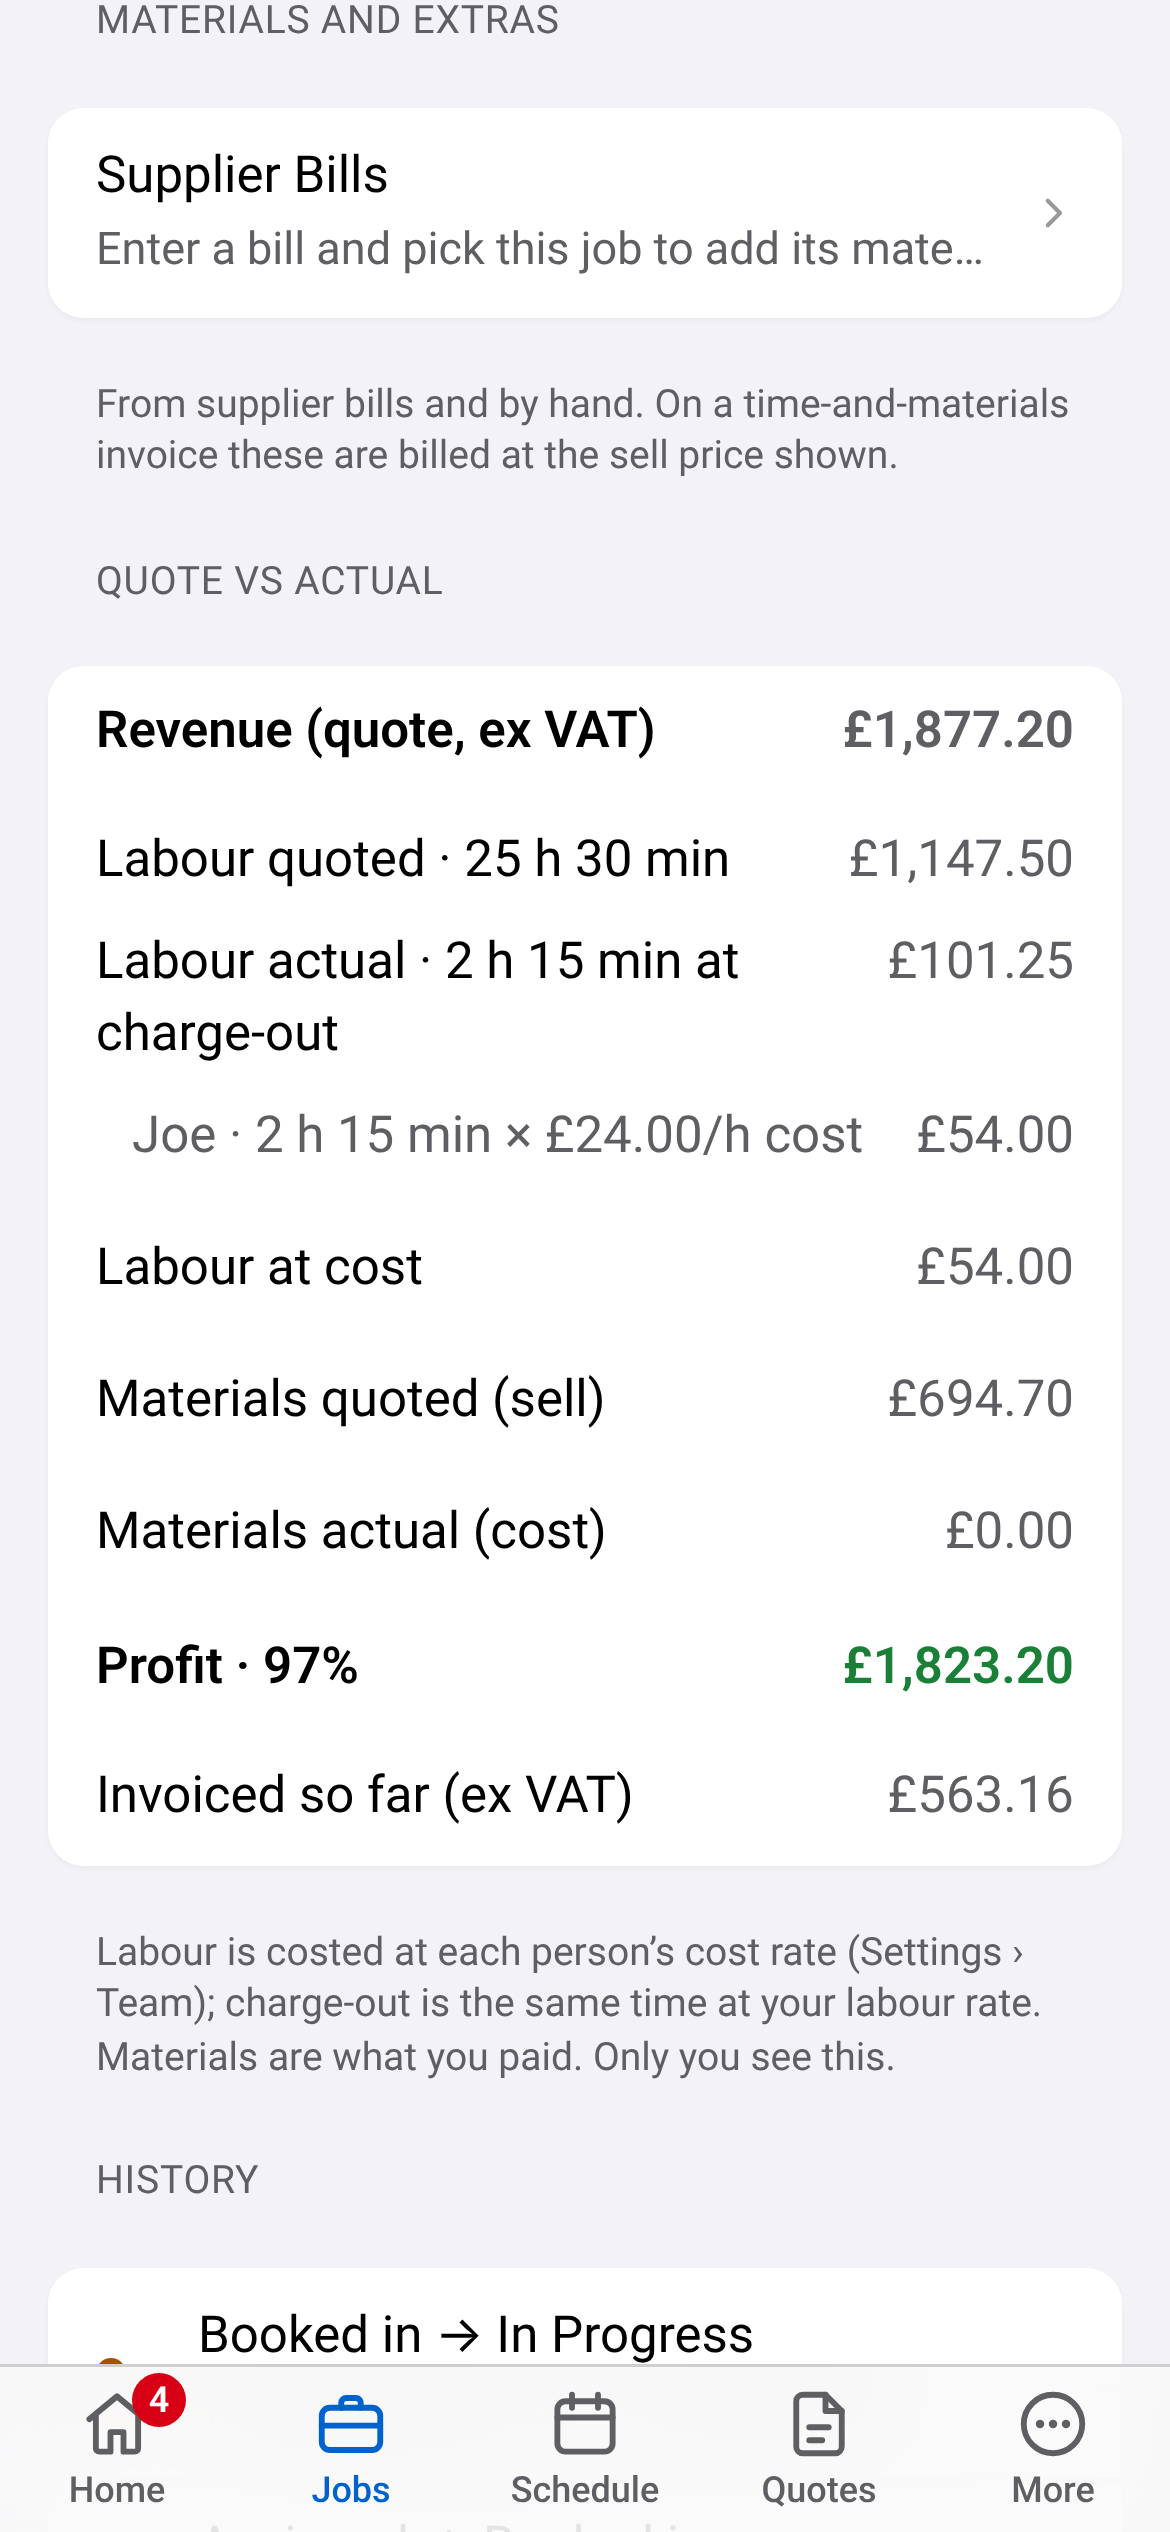 MATERIALS AND EXTRAS
Supplier Bills
Enter a bill and pick this job to add its mate…
From supplier bills and by hand. On a time-and-materials
invoice these are billed at the sell price shown.
QUOTE VS ACTUAL
Revenue (quote, ex VAT) £1,877.20
Labour quoted · 25 h 30 min £1,147.50
Labour actual · 2 h 15 min at £101.25
charge-out
Joe · 2 h 15 min × £24.00/h cost £54.00
Labour at cost £54.00
Materials quoted (sell) £694.70
Materials actual (cost) £0.00
Profit · 97% £1,823.20
Invoiced so far (ex VAT) £563.16
Labour is costed at each person’s cost rate (Settings ›
Team); charge-out is the same time at your labour rate.
Materials are what you paid. Only you see this.
HISTORY
Booked in → In Progress
4
Home Jobs Schedule Quotes More